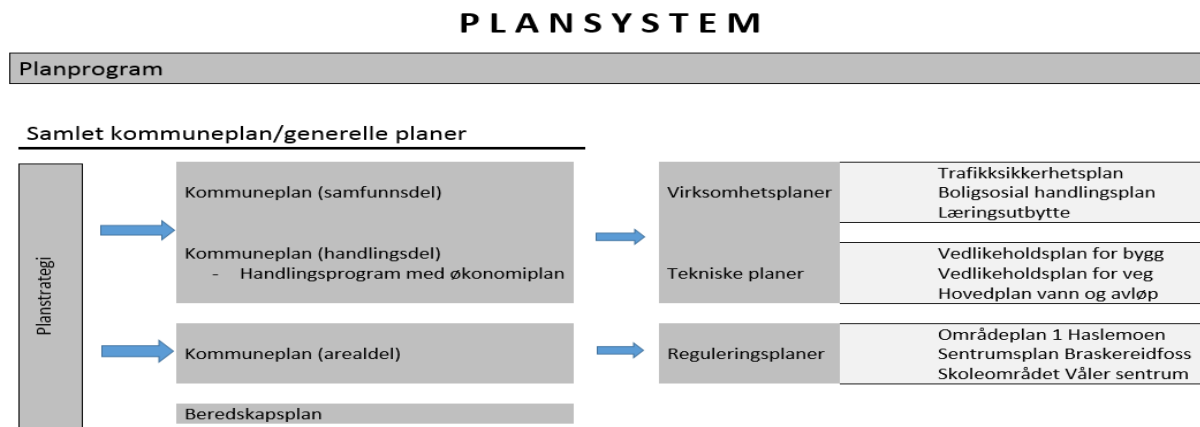 PLANSYSTEM
Planprogram
Samlet kommuneplan/generelle planer
Planstrategi
Kommuneplan (samfunnsdel)
Kommuneplan (handlingsdel)
- Handlingsprogram med økonomiplan
Kommuneplan (arealdel)
Beredskapsplan
Virksomhetsplaner
Trafikksikkerhetsplan
Boligsosial handlingsplan
Læringsutbytte
Tekniske planer
Vedlikeholdsplan for bygg
Vedlikeholdsplan for veg
Hovedplan vann og avløp
Reguleringsplaner
Områdeplan 1 Haslemoen
Sentrumsplan Braskereidfoss
Skoleområdet Våler sentrum